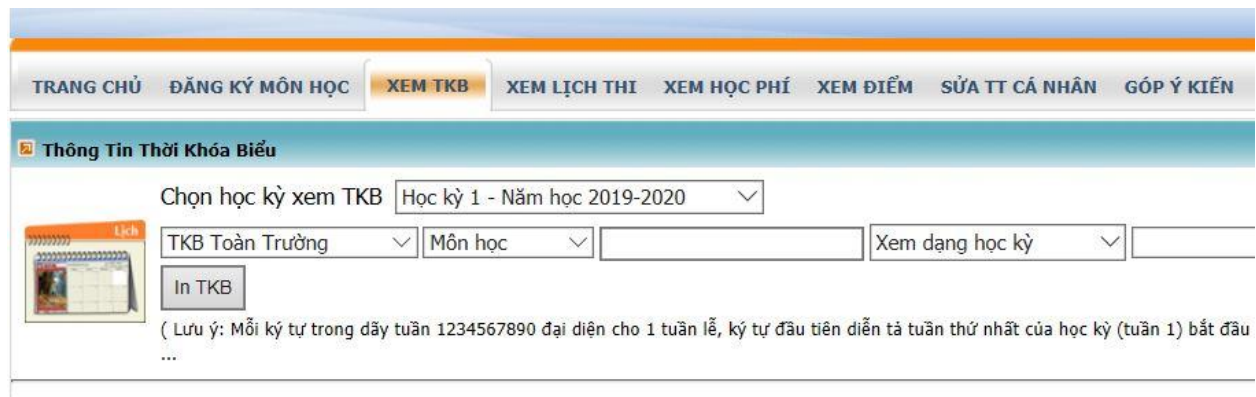 TRANG CHỦ ĐĂNG KÝ MÔN HỌC XEM TKB XEM LỊCH THI XEM HỌC PHÍ XEM ĐIỂM SỬA TT CÁ NHÂN GÓP Ý KIẾN
Thông Tin Thời Khóa Biểu
Chọn học kỳ xem TKB Học kỳ 1 - Năm học 2019-2020
Lịch
TKB Toàn Trường Môn học Xem dạng học kỳ
In TKB
( Lưu ý: Mỗi ký tự trong dãy tuần 1234567890 đại diện cho 1 tuần lễ, ký tự đầu tiên diễn tả tuần thứ nhất của học kỳ (tuần 1) bắt đầu
...